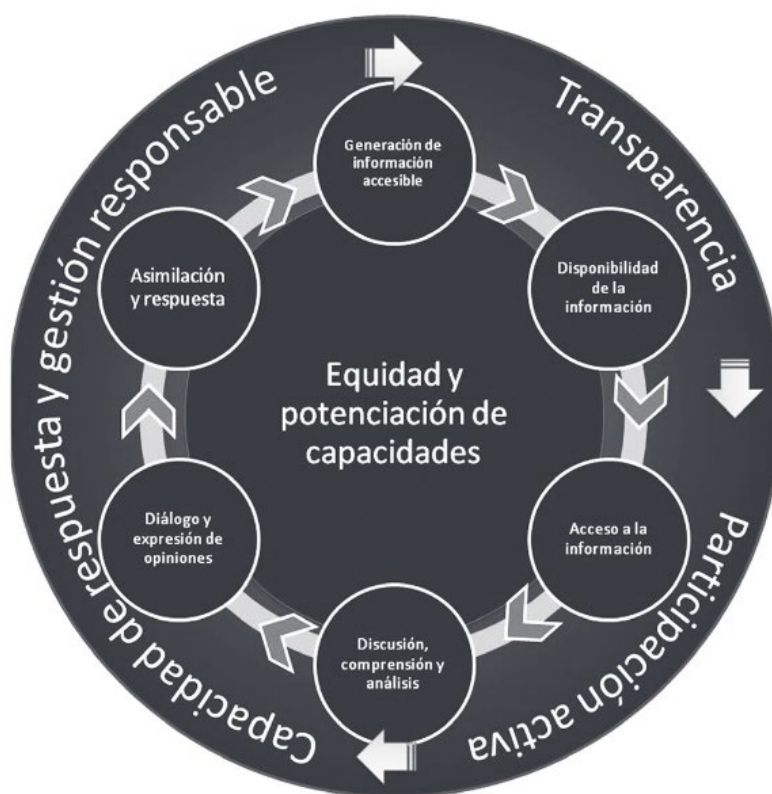 Generación de
información
accesible
Transparencia
Disponibilidad
de la
información
Acceso a la
información
Participación activa
Discusión,
comprensión y
análisis
Capacidad de respuesta y gestión responsable
Diálogo y
expresión de
opiniones
Asimilación
y respuesta
Equidad y
potenciación de
capacidades